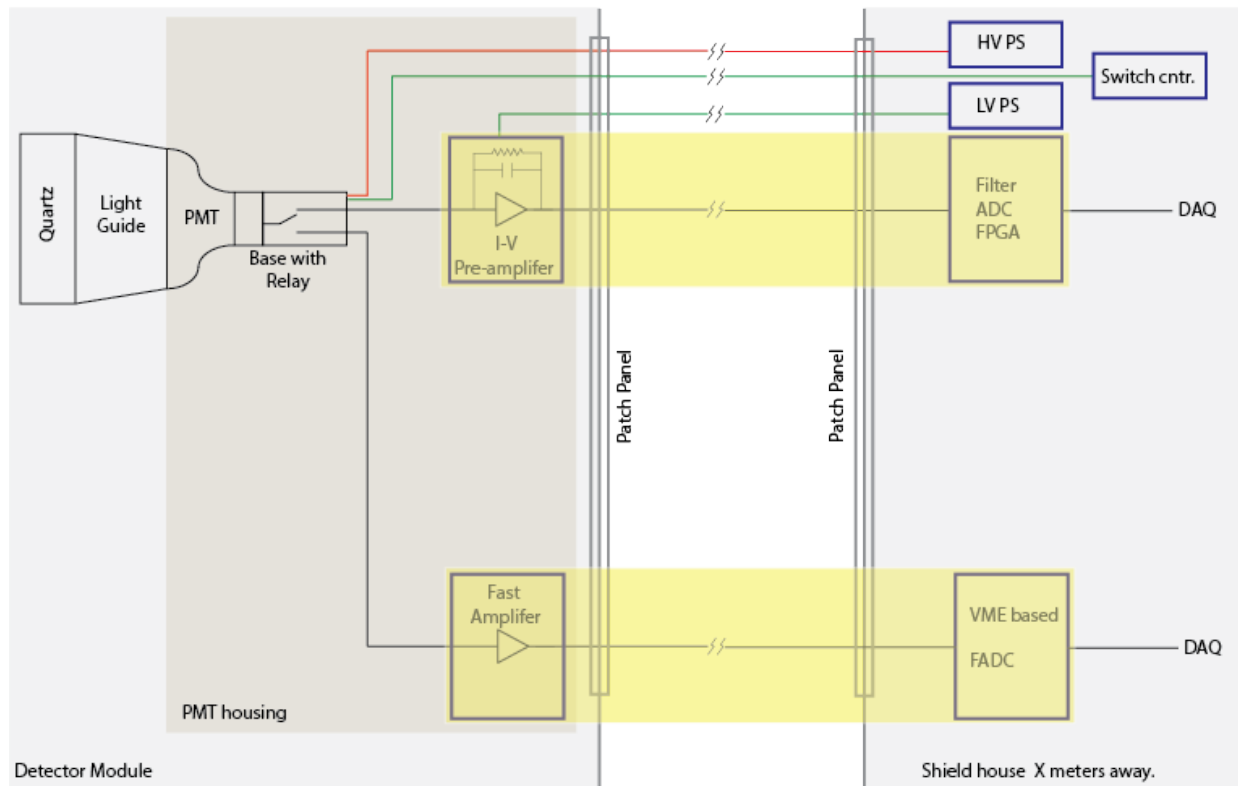 HV PS
Switch cntr.
LV PS
Quartz
Light
Guide
PMT
Base with
Relay
I-V
Pre-amplifer
Filter
ADC
FPGA
DAQ
Patch Panel
Patch Panel
Fast
Amplifer
VME based
FADC
DAQ
PMT housing
Detector Module
Shield house X meters away.